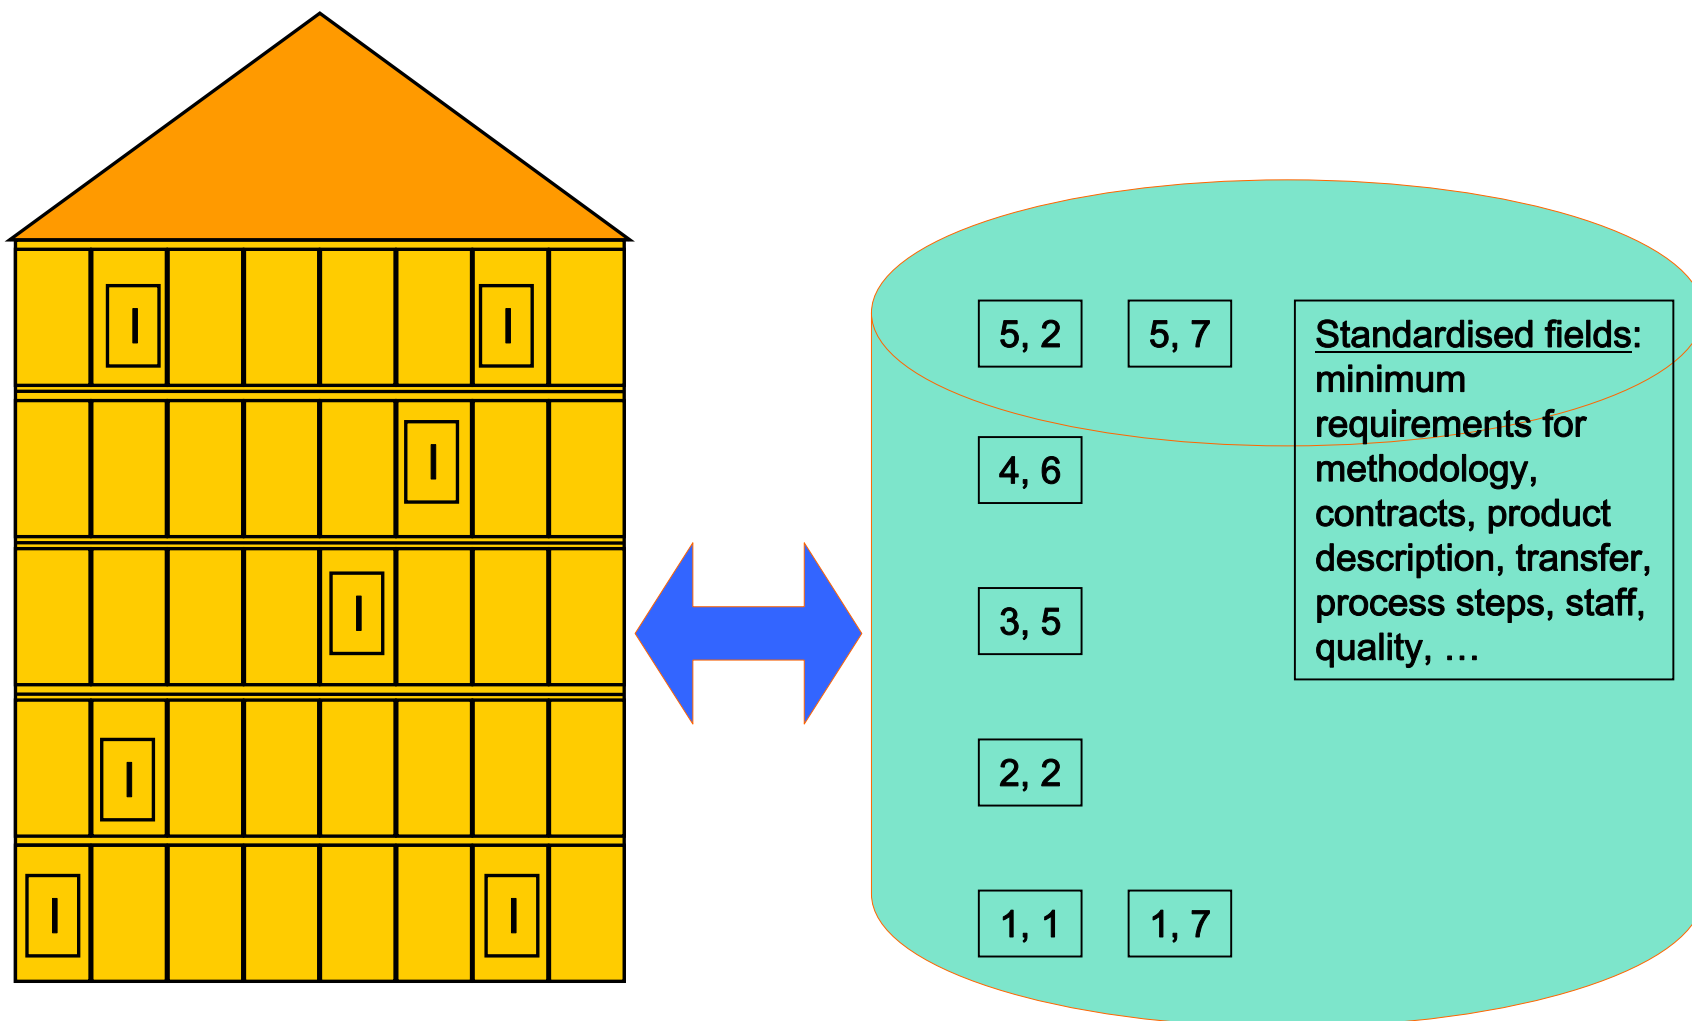 I I
5, 2 5, 7
Standardised fields:
minimum
requirements for
methodology,
contracts, product
description, transfer,
process steps, staff,
quality, …
I
4, 6
I
3, 5
I
2, 2
I I
1, 1 1, 7